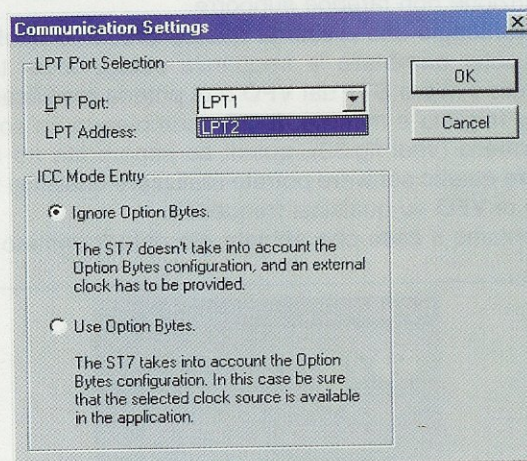 Communication Settings
LPT Port Selection
LPT Port:
LPT1
LPT2
LPT Address:
OK
Cancel
ICC Mode Entry
Ignore Option Bytes.
The ST7 doesn't take into account the
Option Bytes configuration, and an external
clock has to be provided.
Use Option Bytes.
The ST7 takes into account the Option
Bytes configuration. In this case be sure
that the selected clock source is available
in the application.